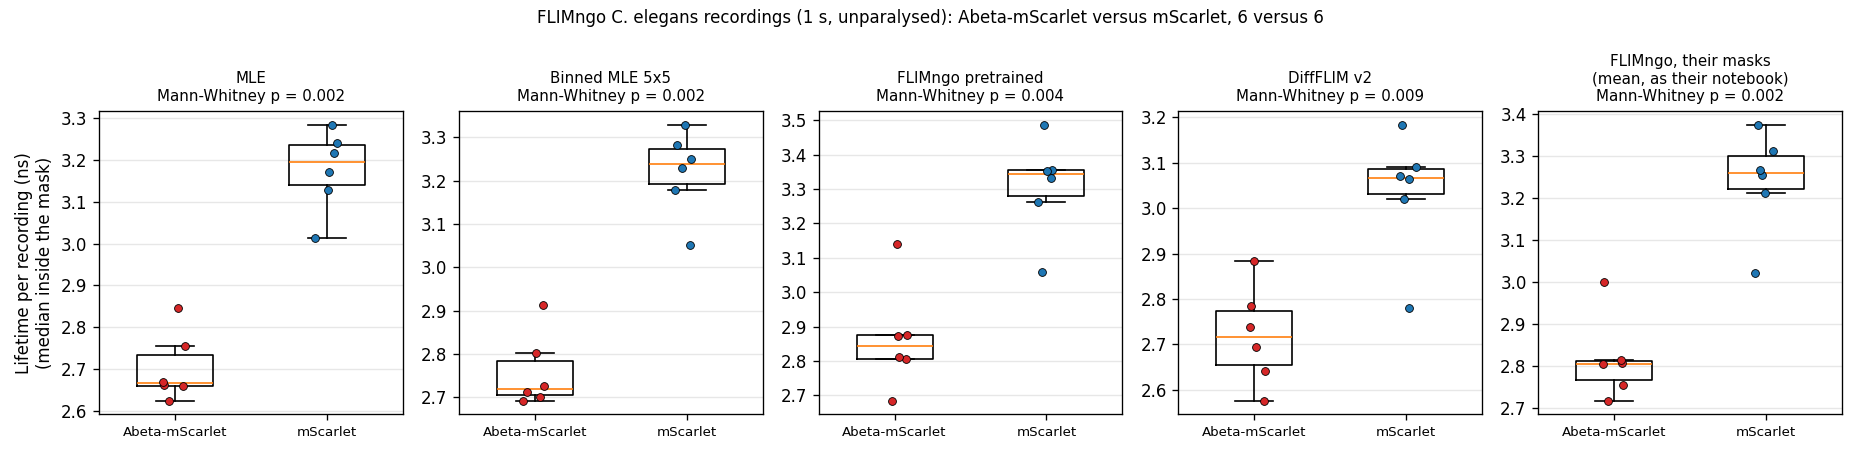 FLIMngo C. elegans recordings (1 s, unparalysed): Abeta-mScarlet versus mScarlet, 6 versus 6
Lifetime per recording (ns)
(median inside the mask)
MLE
Mann-Whitney p = 0.002
3.3
3.2
3.1
3.0
2.9
2.8
2.7
2.6
Abeta-mScarlet
mScarlet
Binned MLE 5x5
Mann-Whitney p = 0.002
3.3
3.2
3.1
3.0
2.9
2.8
2.7
Abeta-mScarlet
mScarlet
FLIMngo pretrained
Mann-Whitney p = 0.004
3.5
3.4
3.3
3.2
3.1
3.0
2.9
2.8
2.7
Abeta-mScarlet
mScarlet
DiffFLIM v2
Mann-Whitney p = 0.009
3.2
3.1
3.0
2.9
2.8
2.7
2.6
Abeta-mScarlet
mScarlet
FLIMngo, their masks
(mean, as their notebook)
Mann-Whitney p = 0.002
3.4
3.3
3.2
3.1
3.0
2.9
2.8
2.7
Abeta-mScarlet
mScarlet